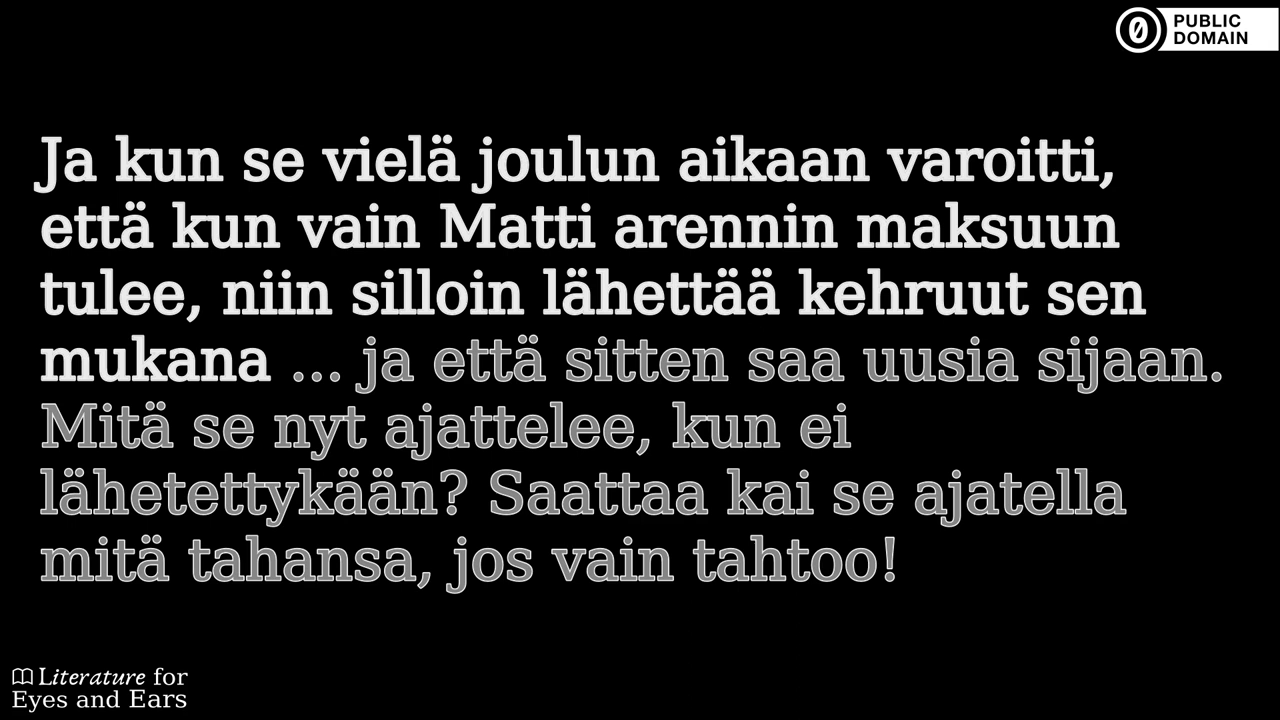 PUBLIC
DOMAIN
Ja kun se vielä joulun aikaan varoitti,
että kun vain Matti arennin maksuun
tulee, niin silloin lähettää kehruut sen
mukana ... ja että sitten saa uusia sijaan.
Mitä se nyt ajattelee, kun ei
lähetettykään? Saattaa kai se ajatella
mitä tahansa, jos vain tahtoo!
Literature for
Eyes and Ears